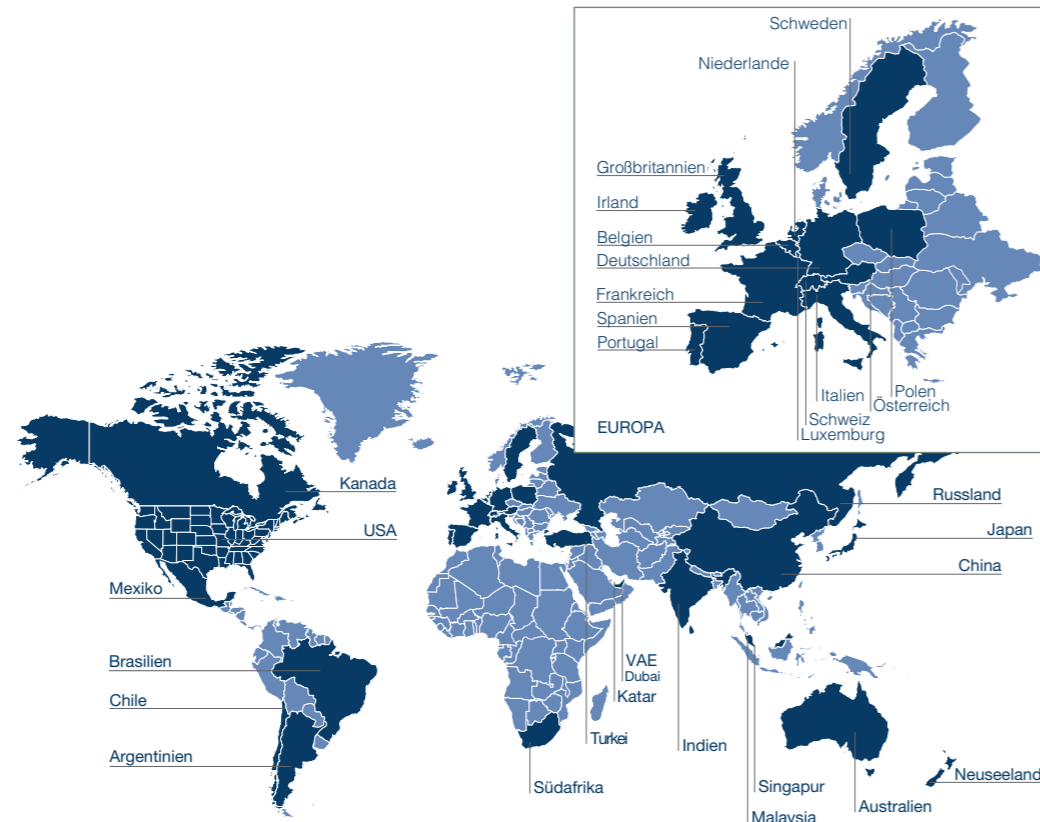 Schweden
Niederlande
Großbritannien
Irland
Belgien
Deutschland
Frankreich
Spanien
Portugal
Italien
Polen
Österreich
Schweiz
Luxemburg
EUROPA
Kanada
USA
Mexiko
Brasilien
Chile
Argentinien
Russland
Japan
China
VAE
Dubai
Katar
Turkei
Indien
Südafrika
Singapur
Malaysia
Australien
Neuseeland